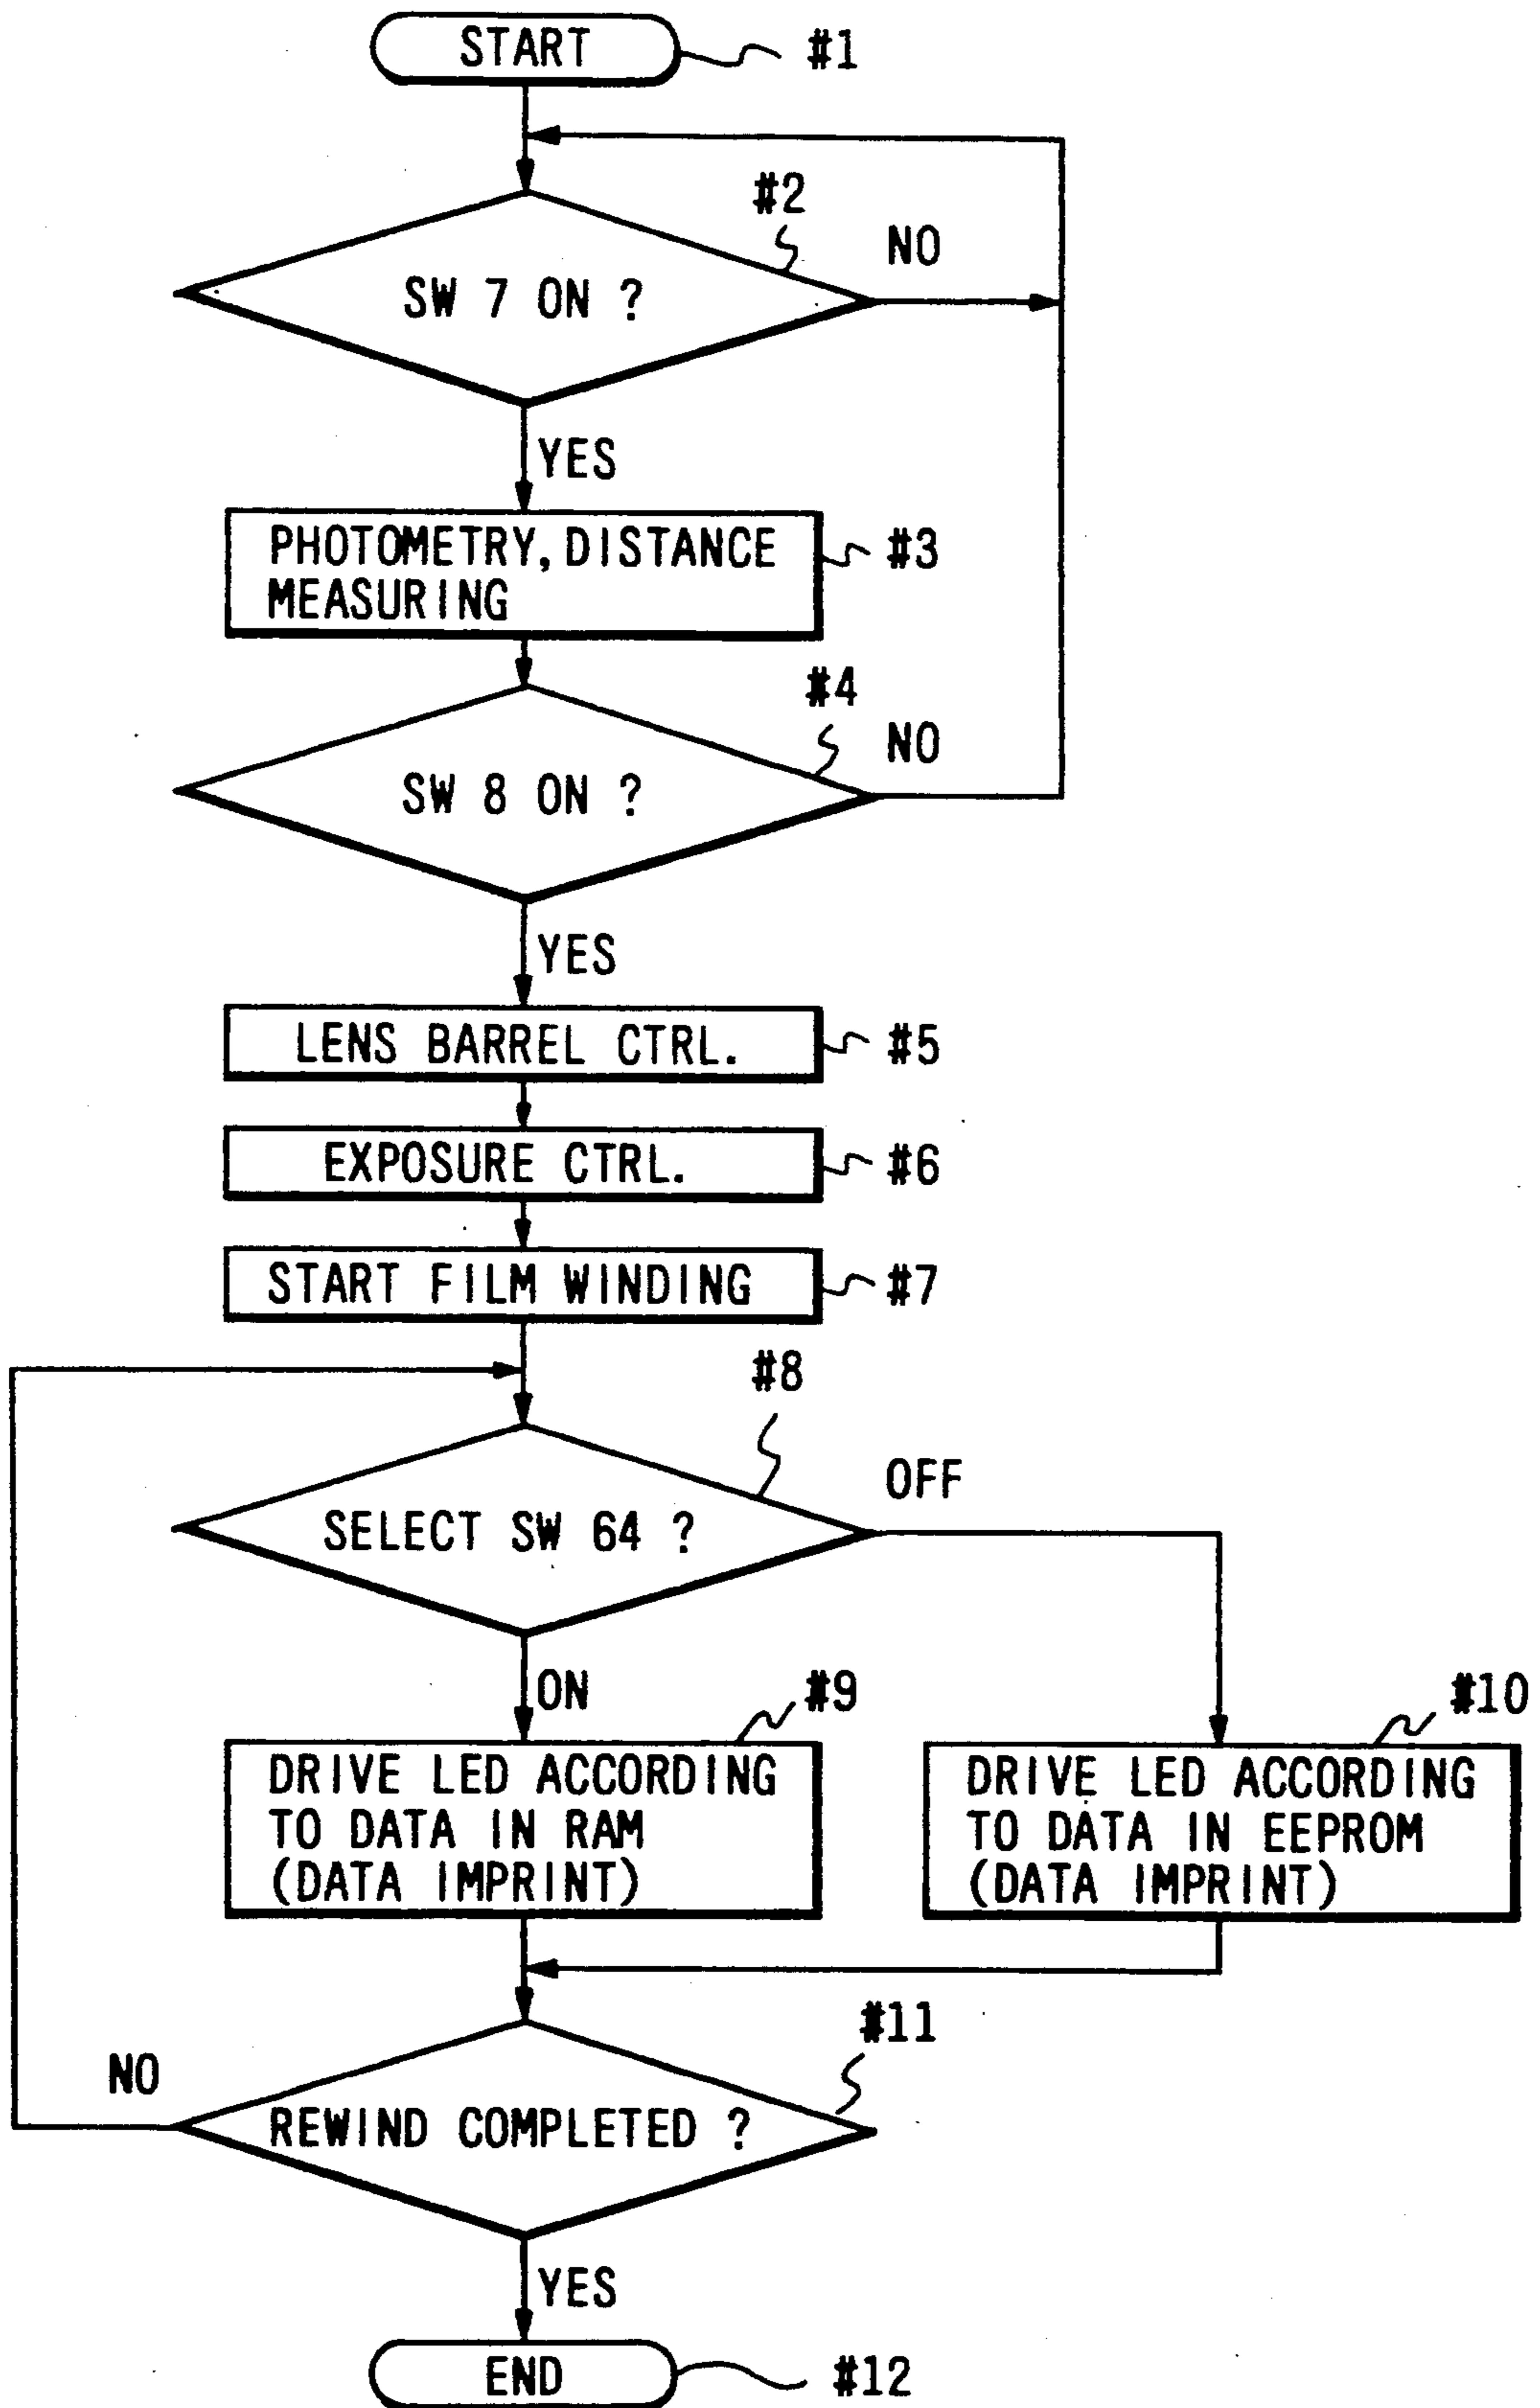 START
#1
#2
NO
SW 7 ON ?
YES
PHOTOMETRY, DISTANCE
MEASURING
#3
#4
NO
SW 8 ON ?
YES
LENS BARREL CTRL.
#5
EXPOSURE CTRL.
#6
START FILM WINDING
#7
#8
OFF
SELECT SW 64 ?
ON
#9
#10
DRIVE LED ACCORDING
TO DATA IN RAM
(DATA IMPRINT)
DRIVE LED ACCORDING
TO DATA IN EEPROM
(DATA IMPRINT)
#11
NO
REWIND COMPLETED ?
YES
END
#12